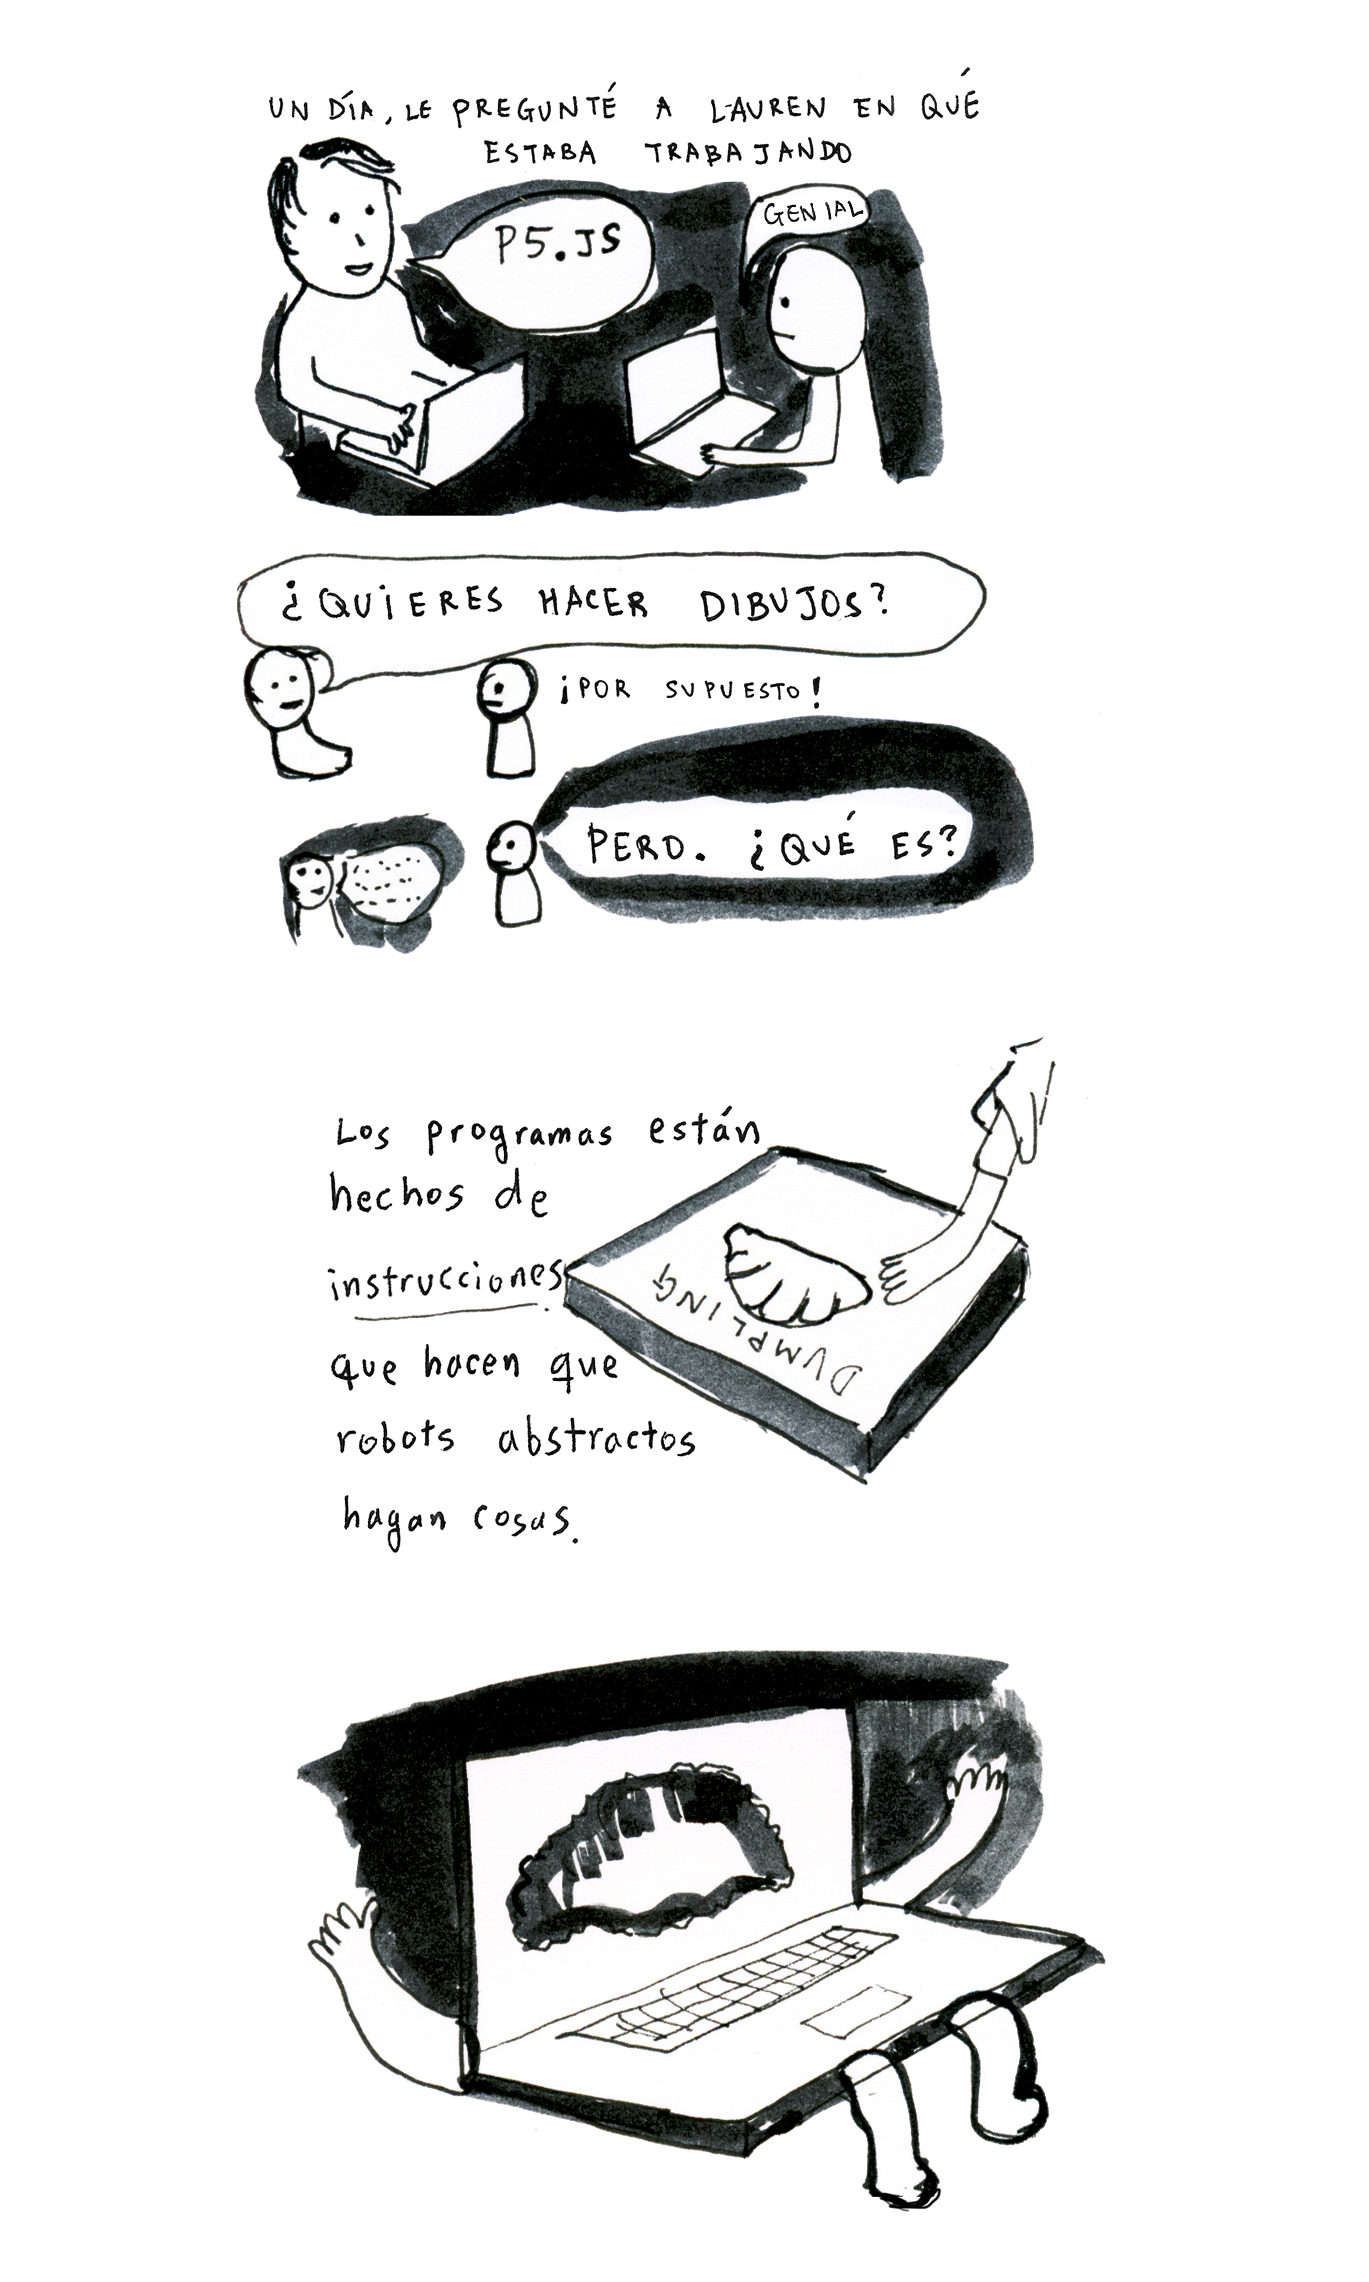 UN DÍA, LE PREGUNTÉ A LAUREN EN QUÉ
ESTABA TRABAJANDO
P5.JS
GENIAL
¿QUIERES HACER DIBUJOS?
¡POR SUPUESTO!
PERO. ¿QUÉ ES?
Los programas están
hechos de
instrucciones
que hacen que
robots abstractos
hagan cosas.
DUMPLING